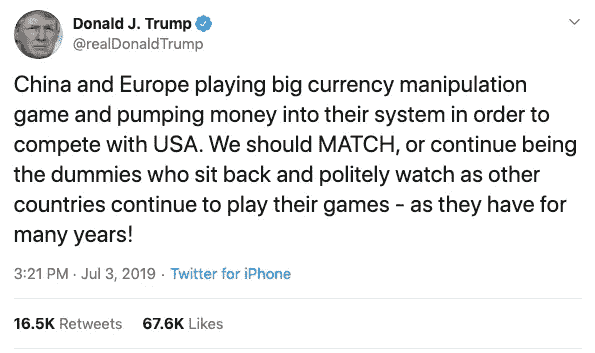 Donald J. Trump
@realDonaldTrump
China and Europe playing big currency manipulation
game and pumping money into their system in order to
compete with USA. We should MATCH, or continue being
the dummies who sit back and politely watch as other
countries continue to play their games - as they have for
many years!
3:21 PM · Jul 3, 2019 · Twitter for iPhone
16.5K Retweets 67.6K Likes